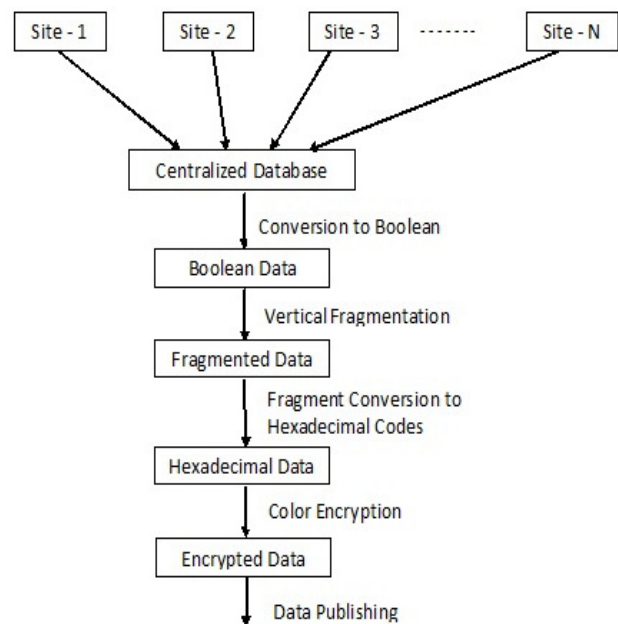 Site - 1 Site - 2 Site - 3 ------- Site - N
Centralized Database
Conversion to Boolean
Boolean Data
Vertical Fragmentation
Fragmented Data
Fragment Conversion to
Hexadecimal Codes
Hexadecimal Data
Color Encryption
Encrypted Data
Data Publishing